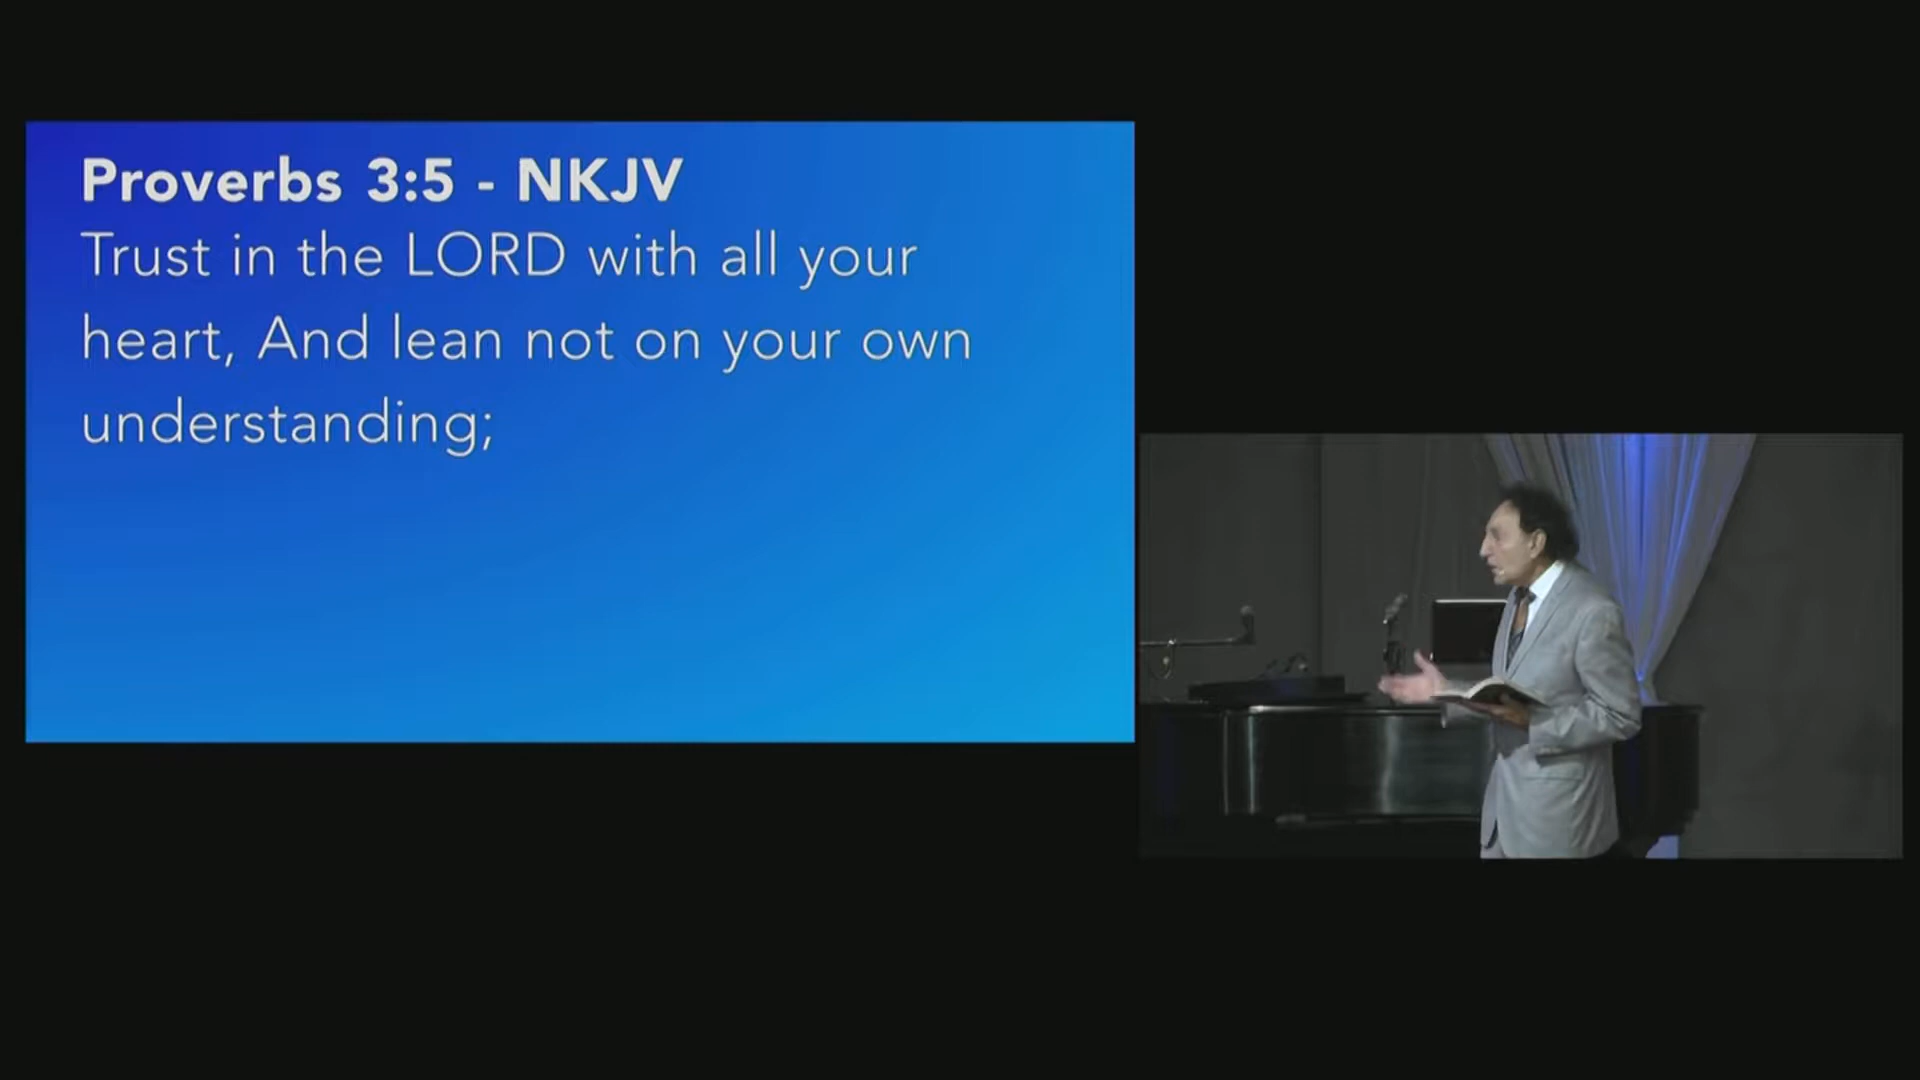 Proverbs 3:5 - NKJV
Trust in the LORD with all your
heart, And lean not on your own
understanding;